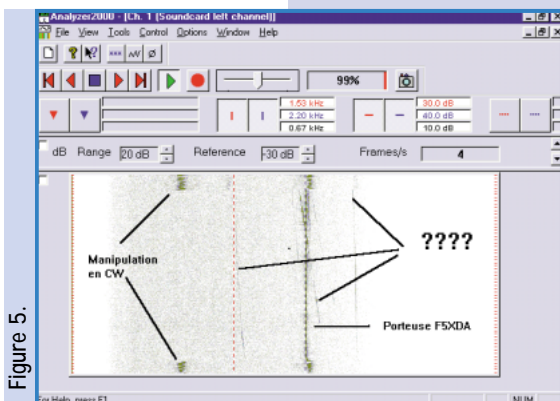 Analyzer2000 - [Ch. 1 (Soundcard left channel)]
File View Tools Control Options Window Help
99%
1.53 kHz 30.0 dB
2.20 kHz 40.0 dB
0.67 kHz 10.0 dB
dB Range 20 dB Reference -30 dB Frames/s 4
????
Manipulation
en CW
Porteuse F5XDA
For Help, press F1 NUM
Figure 5.